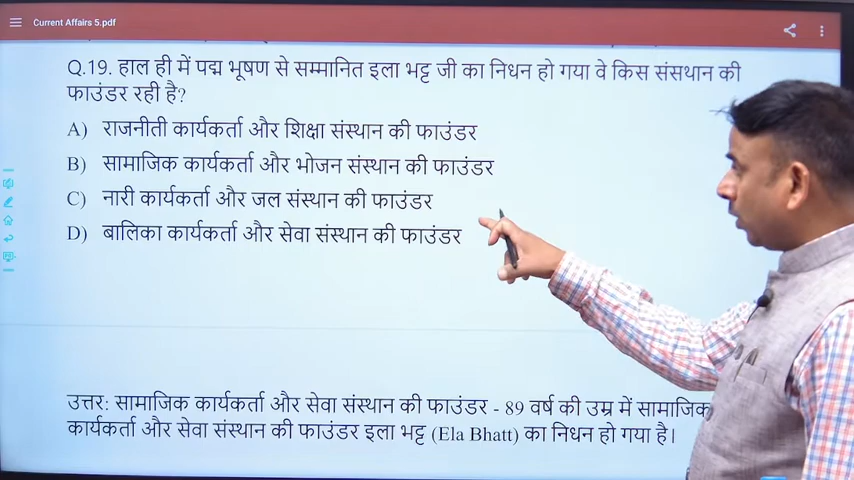 Current Affairs 5.pdf
Q.19. हाल ही में पद्म भूषण से सम्मानित इला भट्ट जी का निधन हो गया वे किस संसथान की
फाउंडर रही है?
A) राजनीती कार्यकर्ता और शिक्षा संस्थान की फाउंडर
B) सामाजिक कार्यकर्ता और भोजन संस्थान की फाउंडर
C) नारी कार्यकर्ता और जल संस्थान की फाउंडर
D) बालिका कार्यकर्ता और सेवा संस्थान की फाउंडर
उत्तर: सामाजिक कार्यकर्ता और सेवा संस्थान की फाउंडर - 89 वर्ष की उम्र में सामाजिक
कार्यकर्ता और सेवा संस्थान की फाउंडर इला भट्ट (Ela Bhatt) का निधन हो गया है।